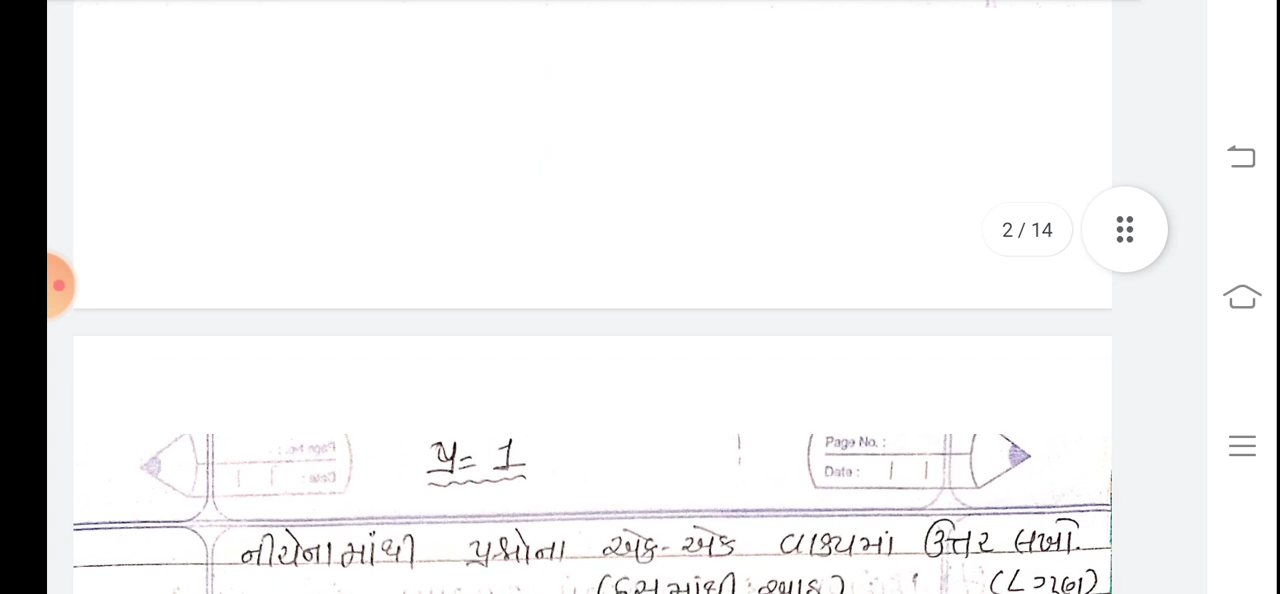 2 / 14
પ્ર = 1
Page No. :
Date :
નીચેનામાંથી પ્રશ્નોના એક-એક વાક્યમાં ઉત્તર લખો.